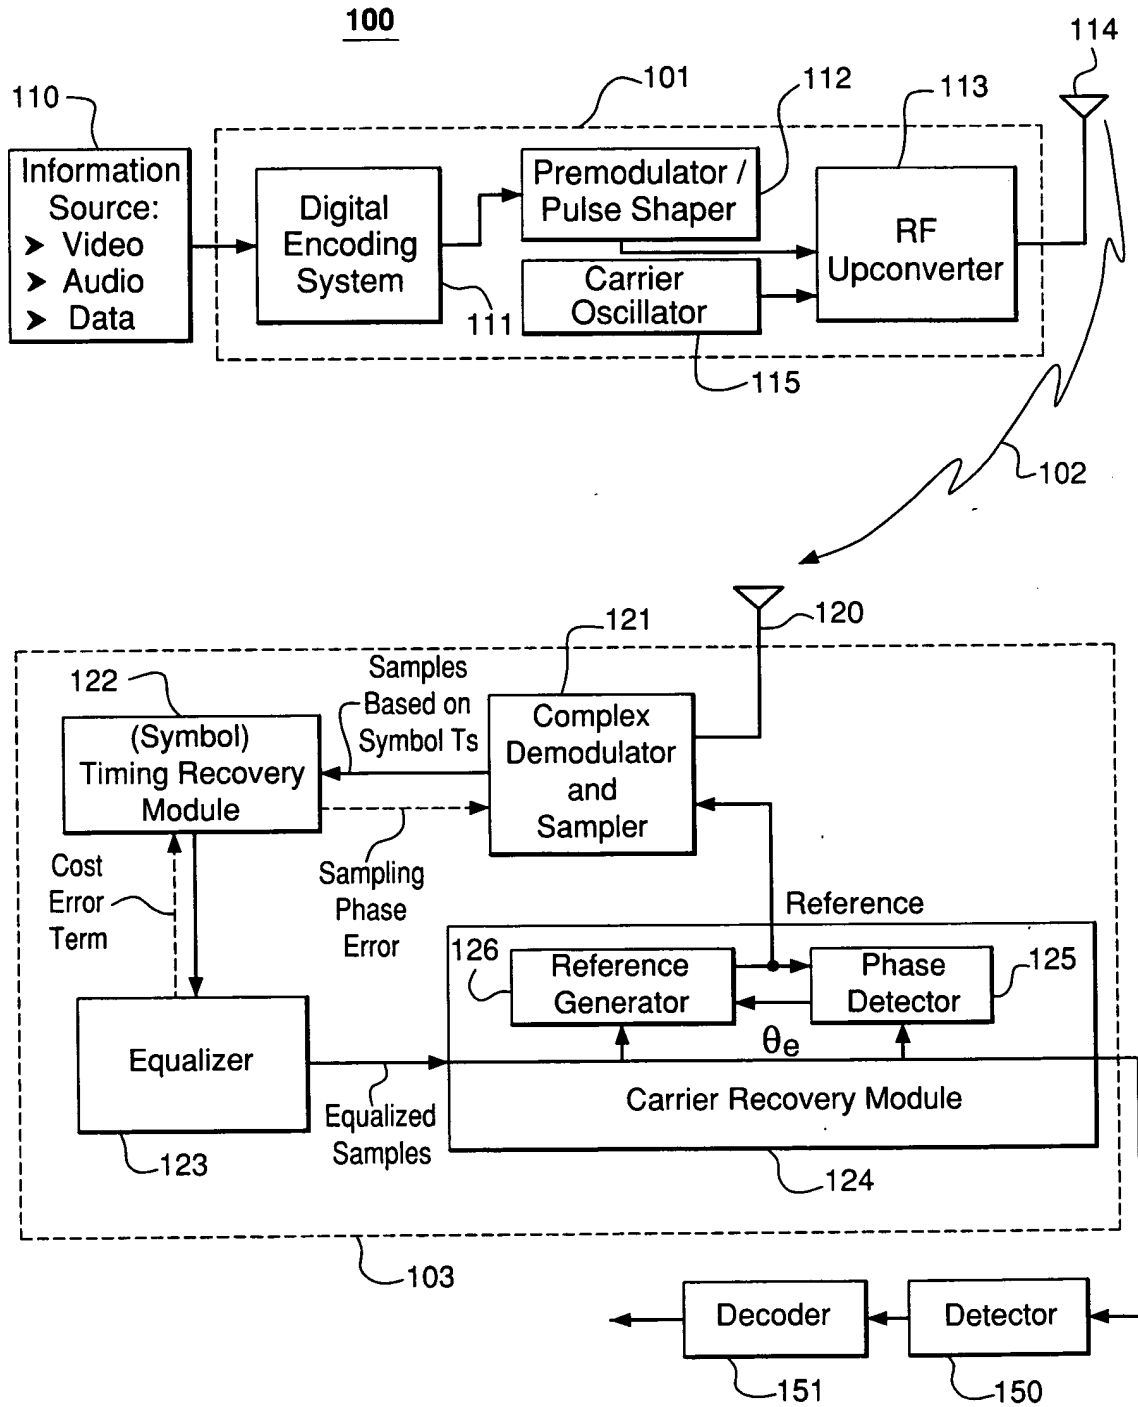 100
114
110
101
112
113
Information
Source:
➤ Video
➤ Audio
➤ Data
Digital
Encoding
System
111
Premodulator /
Pulse Shaper
Carrier
Oscillator
115
RF
Upconverter
102
120
121
122
Samples
Based on
Symbol Ts
(Symbol)
Timing Recovery
Module
Complex
Demodulator
and
Sampler
Cost
Error
Term
Sampling
Phase
Error
Reference
126
Reference
Generator
Phase
Detector
125
θe
Equalizer
Carrier Recovery Module
Equalized
Samples
123
124
103
Decoder
Detector
151
150